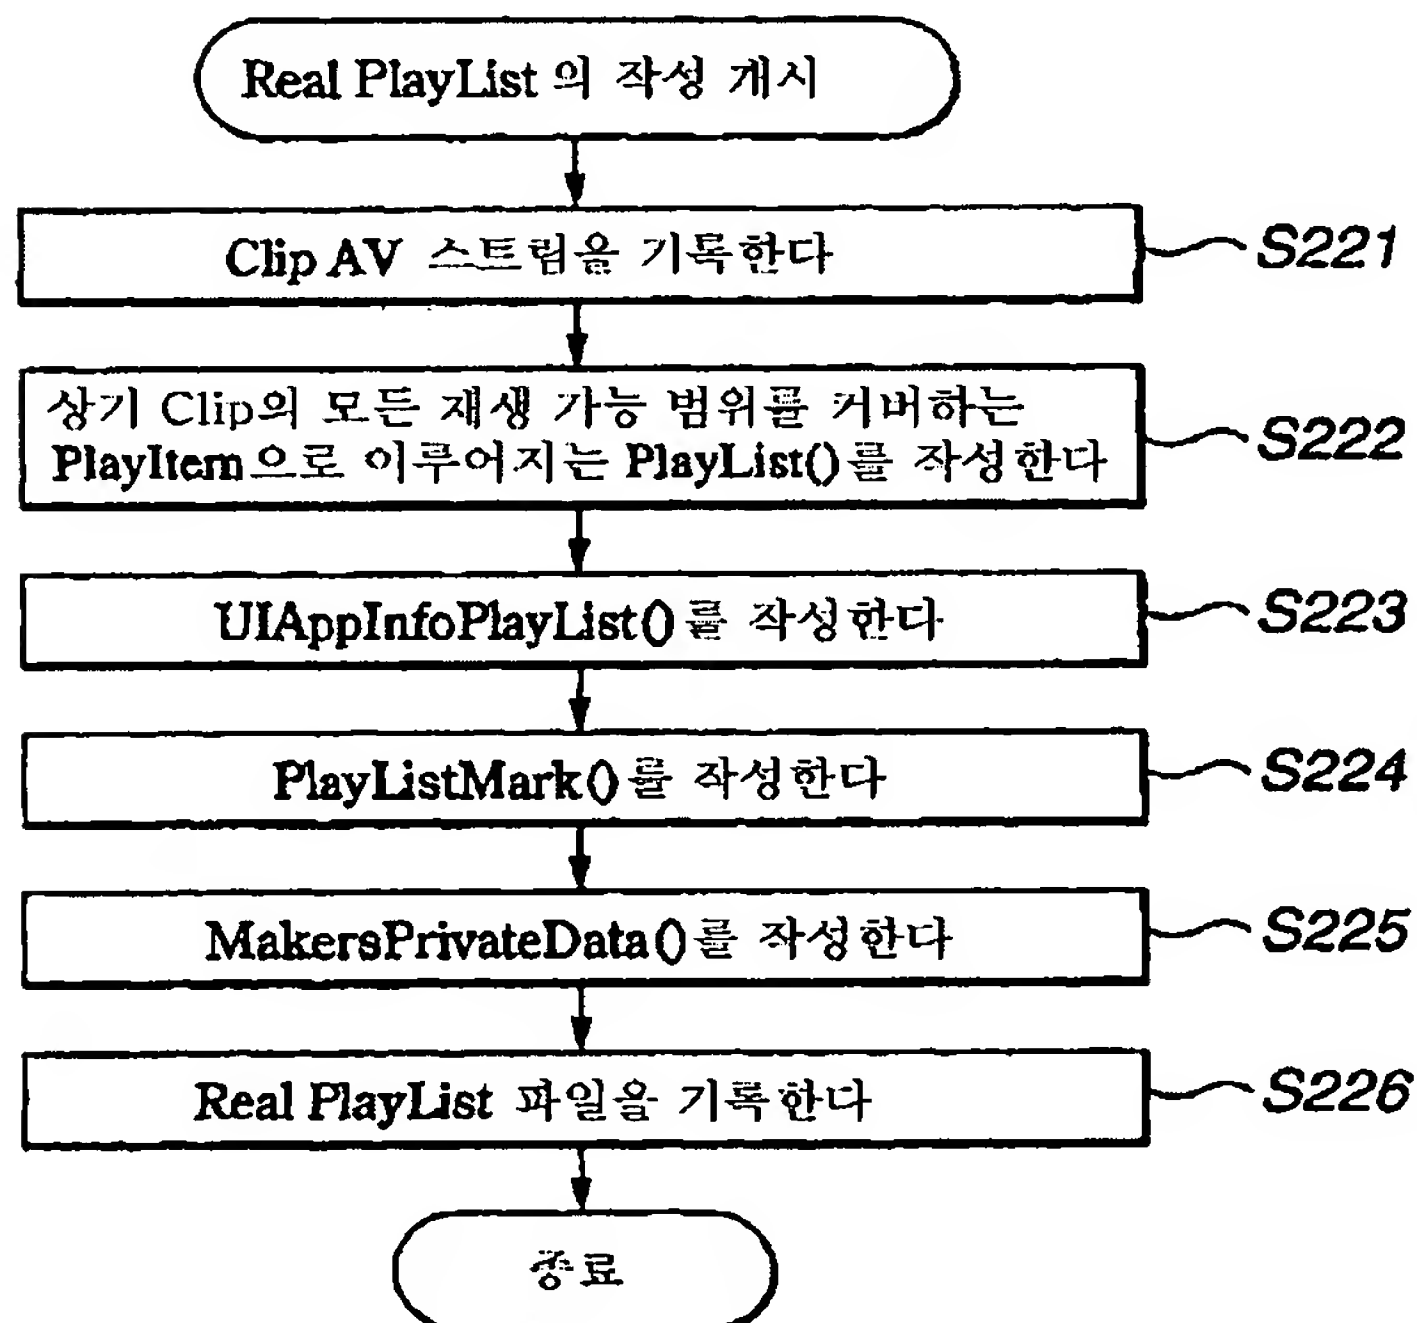 Real PlayList 의 작성 개시
Clip AV 스트림을 기록한다
S221
상기 Clip의 모든 재생 가능 범위를 커버하는
PlayItem으로 이루어지는 PlayList()를 작성한다
S222
UIAppInfoPlayList()를 작성한다
S223
PlayListMark()를 작성한다
S224
MakersPrivateData()를 작성한다
S225
Real PlayList 파일을 기록한다
S226
종료